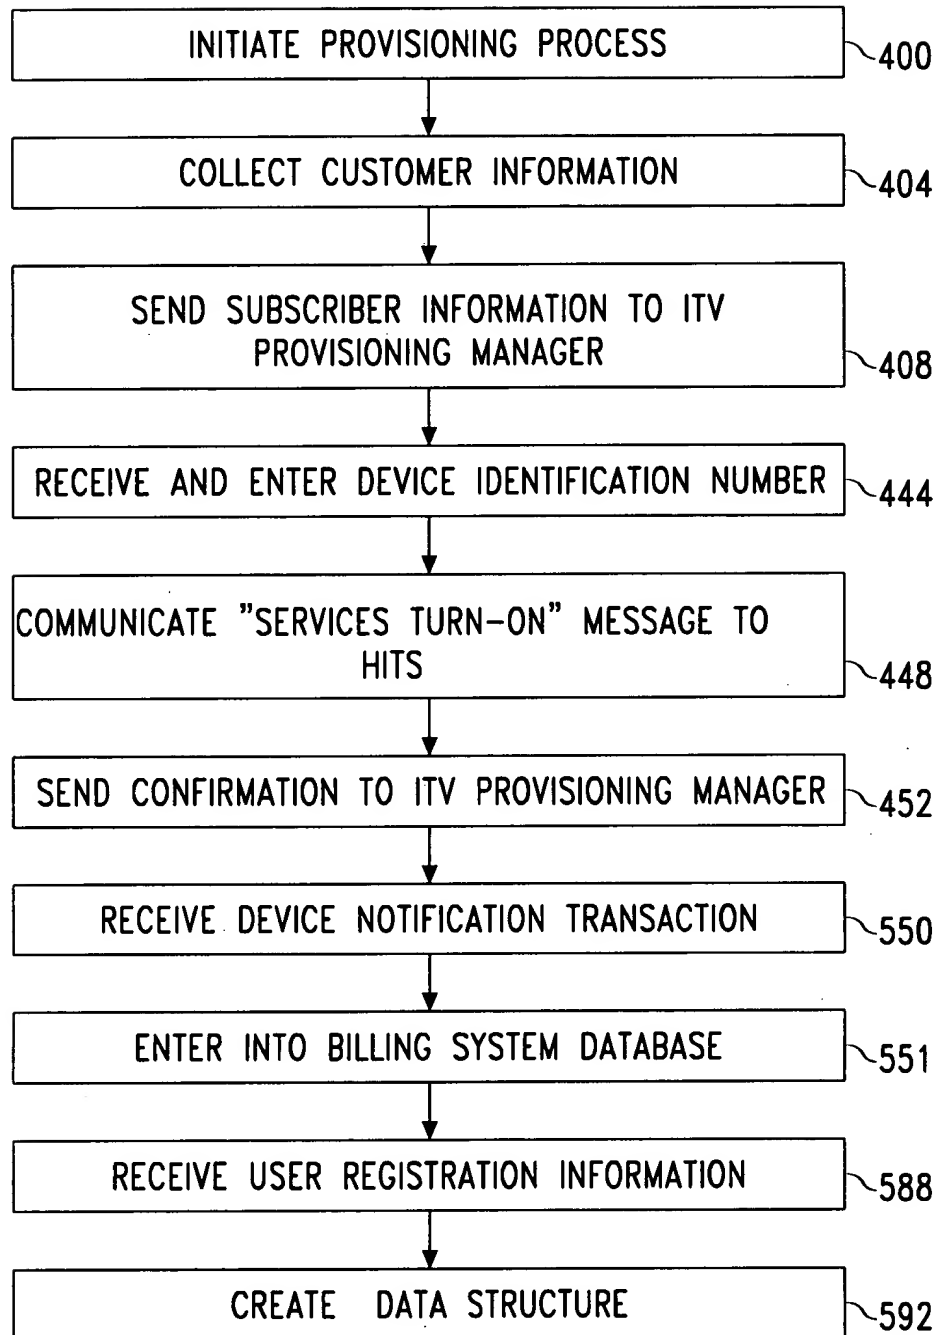 INITIATE PROVISIONING PROCESS
400
COLLECT CUSTOMER INFORMATION
404
SEND SUBSCRIBER INFORMATION TO ITV
PROVISIONING MANAGER
408
RECEIVE AND ENTER DEVICE IDENTIFICATION NUMBER
444
COMMUNICATE "SERVICES TURN-ON” MESSAGE TO
HITS
448
SEND CONFIRMATION TO ITV PROVISIONING MANAGER
452
RECEIVE DEVICE NOTIFICATION TRANSACTION
550
ENTER INTO BILLING SYSTEM DATABASE
551
RECEIVE USER REGISTRATION INFORMATION
588
CREATE DATA STRUCTURE
592